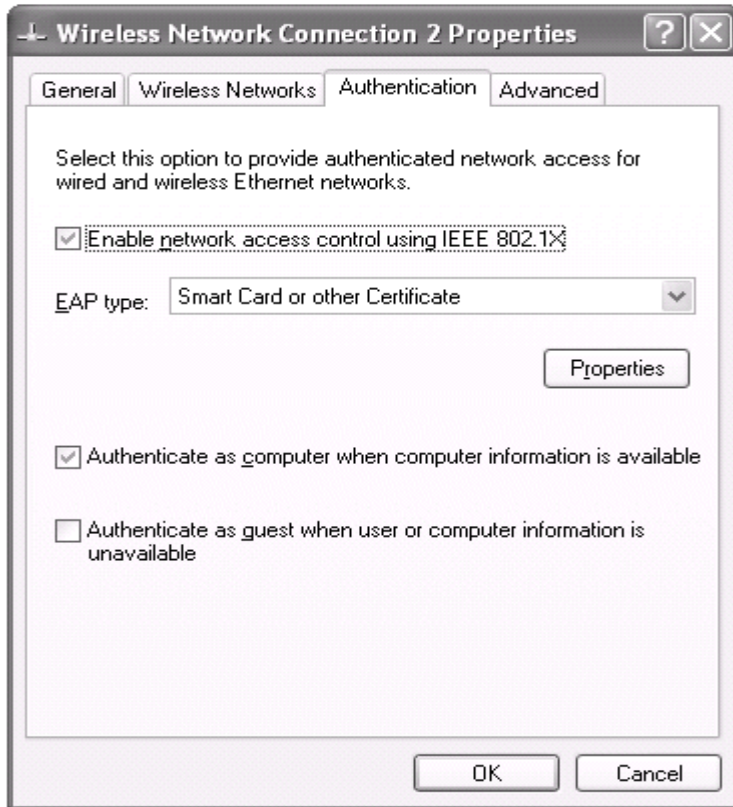 Wireless Network Connection 2 Properties
General Wireless Networks Authentication Advanced
Select this option to provide authenticated network access for
wired and wireless Ethernet networks.
Enable network access control using IEEE 802.1X
EAP type: Smart Card or other Certificate
Properties
Authenticate as computer when computer information is available
Authenticate as guest when user or computer information is
unavailable
OK Cancel